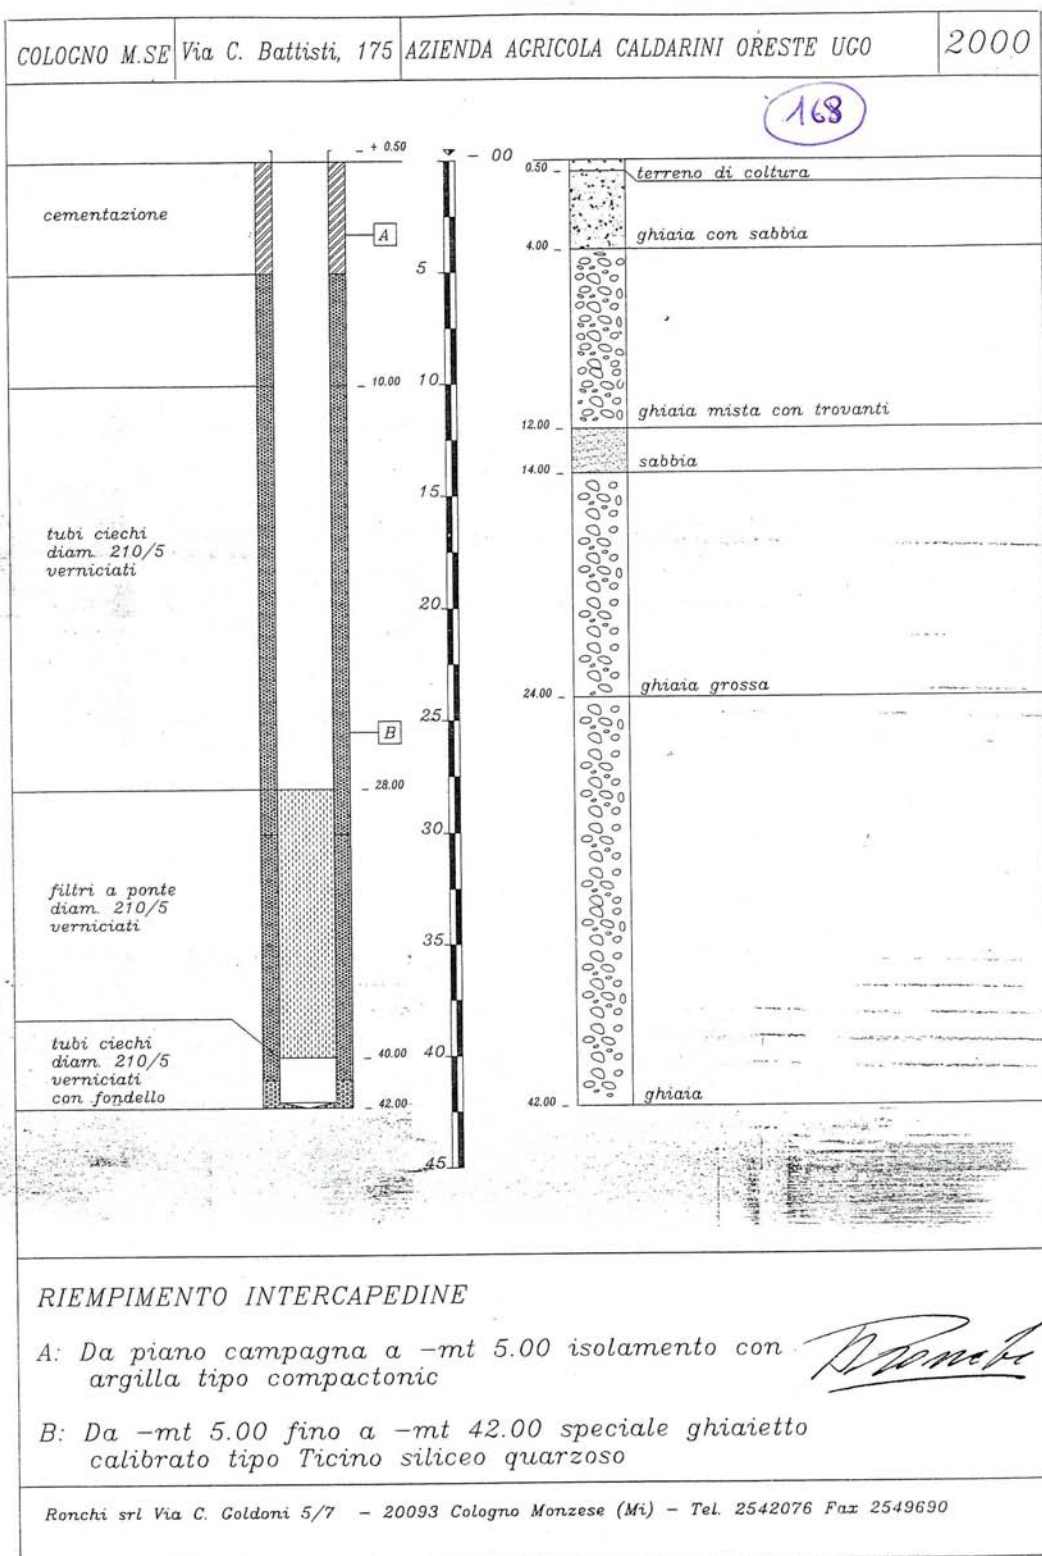 COLOGNO M.SE Via C. Battisti, 175 AZIENDA AGRICOLA CALDARINI ORESTE UGO 2000
168
+ 0.50
cementazione
A
10.00
tubi ciechi
diam. 210/5
verniciati
B
28.00
filtri a ponte
diam. 210/5
verniciati
tubi ciechi
diam. 210/5
verniciati
con fondello
40.00
42.00
- 00
5
10
15
20
25
30
35
40
45
0.50
terreno di coltura
ghiaia con sabbia
4.00
ghiaia mista con trovanti
12.00
sabbia
14.00
ghiaia grossa
24.00
ghiaia
42.00
RIEMPIMENTO INTERCAPEDINE
A: Da piano campagna a -mt 5.00 isolamento con
argilla tipo compactonic
B: Da -mt 5.00 fino a -mt 42.00 speciale ghiaietto
calibrato tipo Ticino siliceo quarzoso
Ronchi srl Via C. Goldoni 5/7 - 20093 Cologno Monzese (Mi) - Tel. 2542076 Fax 2549690